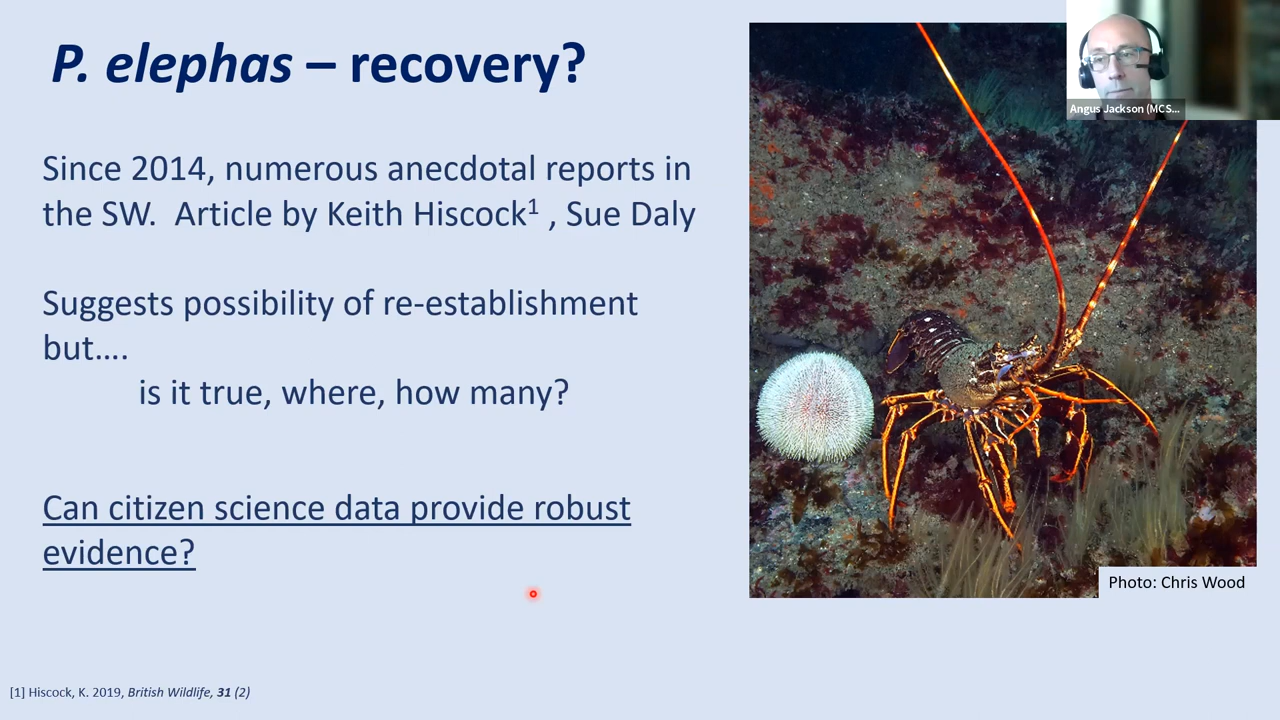 P. elephas – recovery?
Angus Jackson (MCS...
Since 2014, numerous anecdotal reports in
the SW.  Article by Keith Hiscock1 , Sue Daly
Suggests possibility of re-establishment
but….
is it true, where, how many?
Can citizen science data provide robust
evidence?
Photo: Chris Wood
[1] Hiscock, K. 2019, British Wildlife, 31 (2)